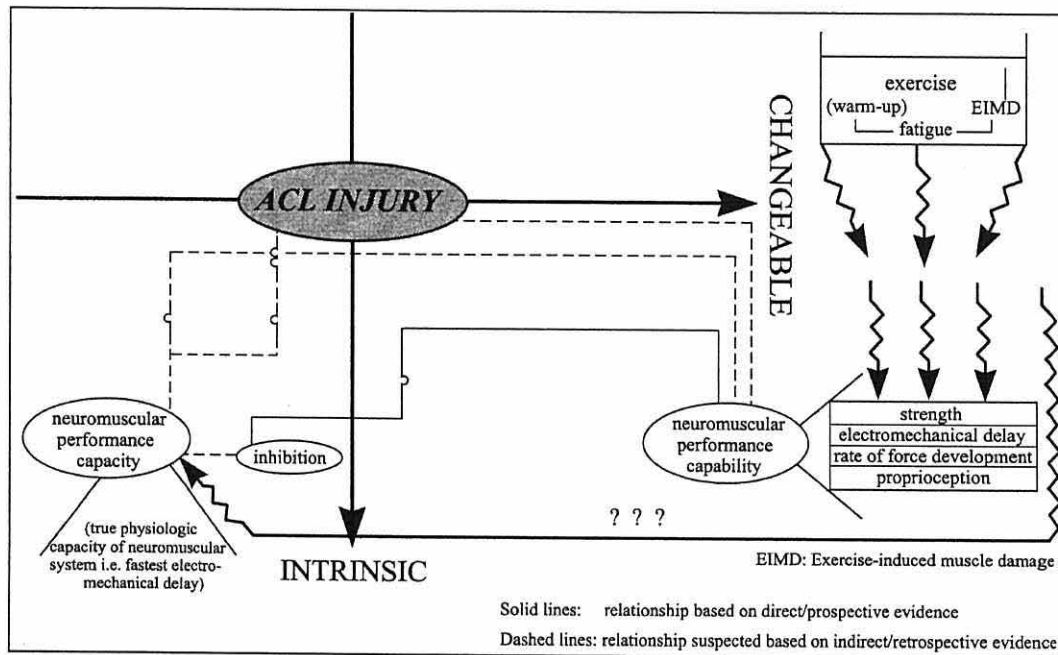 exercise
(warm-up) EIMD
fatigue
CHANGEABLE
ACL INJURY
neuromuscular
performance
capacity
inhibition
neuromuscular
performance
capability
strength
electromechanical delay
rate of force development
proprioception
(true physiologic
capacity of neuromuscular
system i.e. fastest electro-
mechanical delay)
? ? ?
INTRINSIC
EIMD: Exercise-induced muscle damage
Solid lines: relationship based on direct/prospective evidence
Dashed lines: relationship suspected based on indirect/retrospective evidence